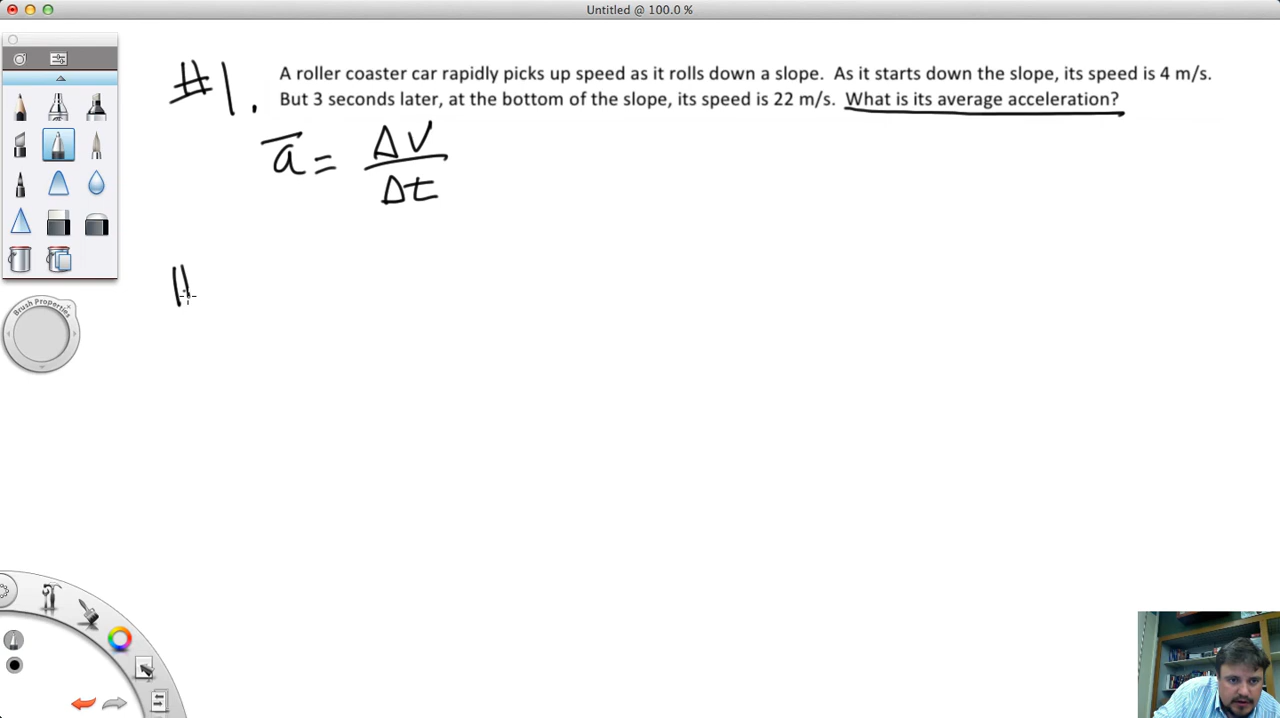 Untitled @ 100.0 %
#1. A roller coaster car rapidly picks up speed as it rolls down a slope. As it starts down the slope, its speed is 4 m/s.
But 3 seconds later, at the bottom of the slope, its speed is 22 m/s. What is its average acceleration?
a̅ = ΔV / Δt
Brush Properties